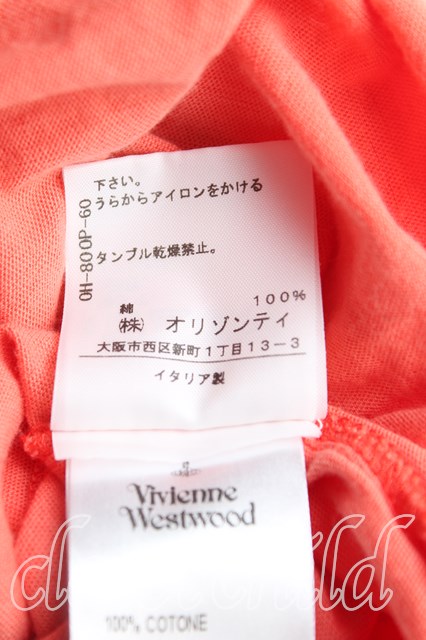 下さい。
うらからアイロンをかける
タンブル乾燥禁止。
OH-800P-60
綿 100%
(株) オリゾンティ
大阪市西区新町1丁目13-3
イタリア製
Vivienne
Westwood
100% COTONE